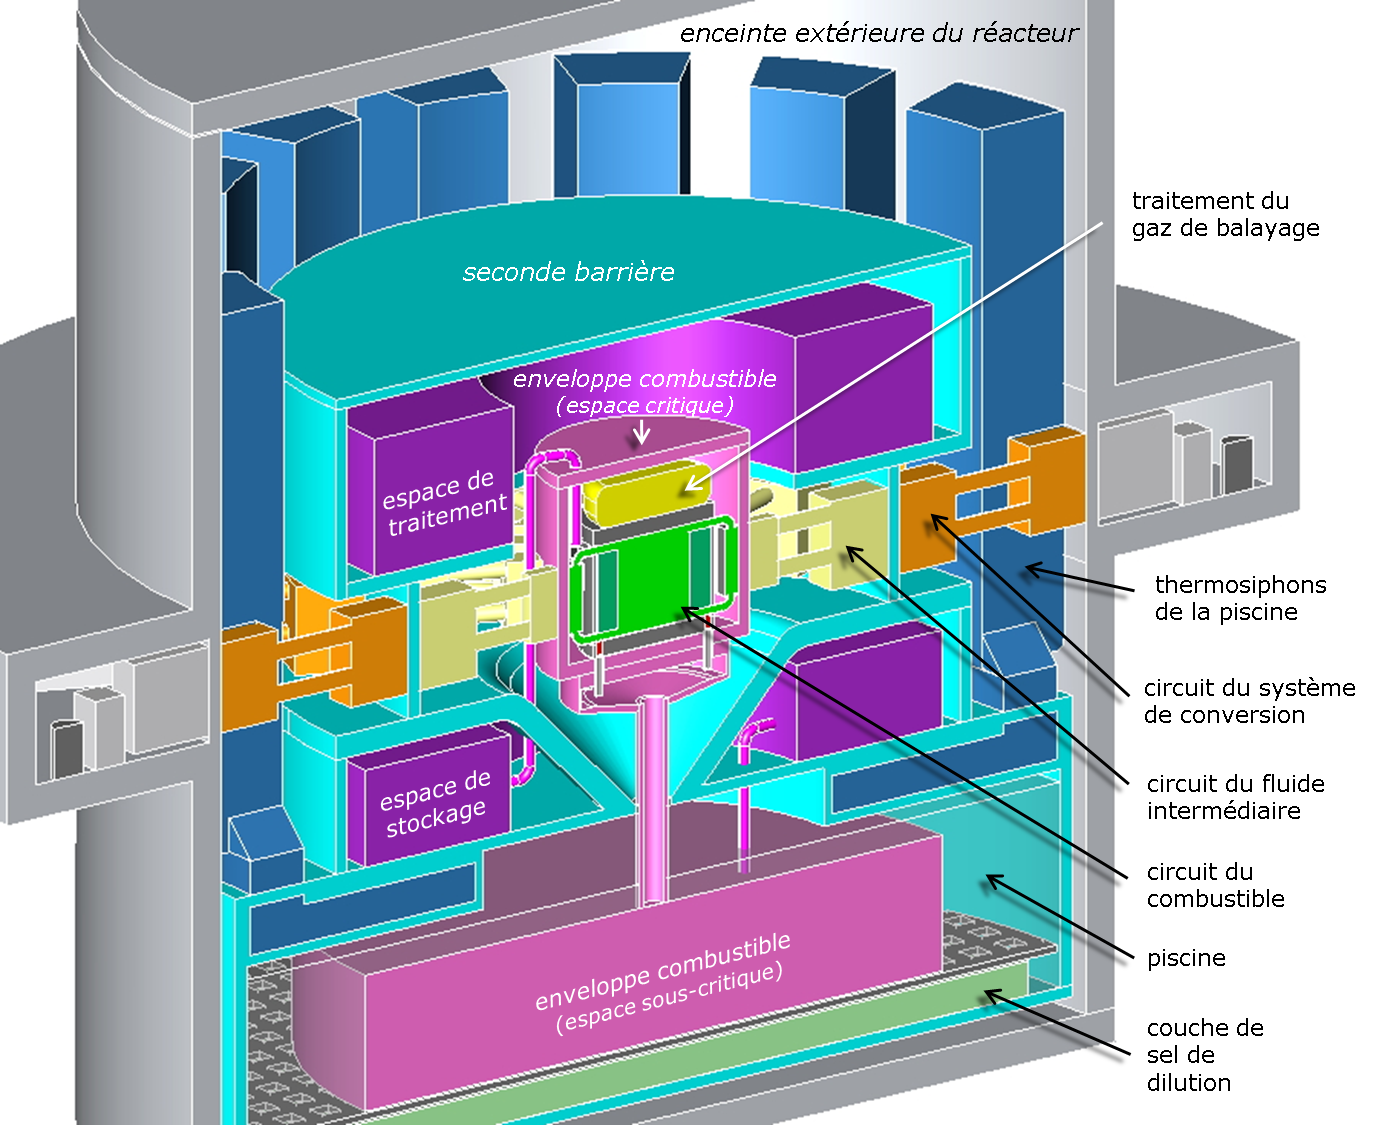 enceinte extérieure du réacteur
traitement du
gaz de balayage
seconde barrière
enveloppe combustible
(espace critique)
espace de
traitement
thermosiphons
de la piscine
circuit du système
de conversion
circuit du fluide
intermédiaire
espace de
stockage
circuit du
combustible
enveloppe combustible
(espace sous-critique)
piscine
couche de
sel de
dilution